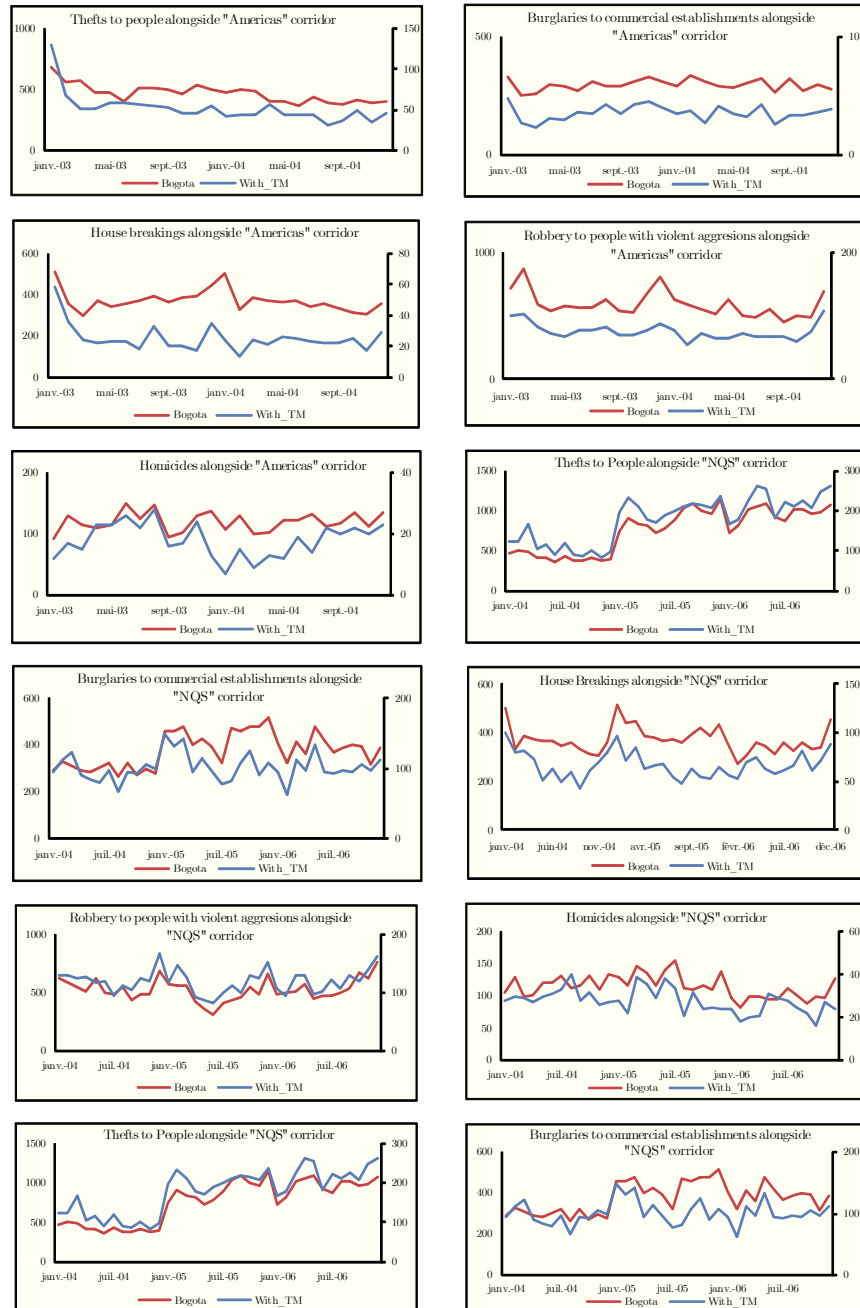 Thefts to people alongside "Americas" corridor
1000
500
0
150
100
50
0
janv.-03 mai-03 sept.-03 janv.-04 mai-04 sept.-04
Bogota With_TM
Burglaries to commercial establishments alongside
"Americas" corridor
500
0
0
janv.-03 mai-03 sept.-03 janv.-04 mai-04 sept.-04
Bogota With_TM
House breakings alongside "Americas" corridor
600
400
200
0
80
60
40
20
0
janv.-03 mai-03 sept.-03 janv.-04 mai-04 sept.-04
Bogota With_TM
Robbery to people with violent aggresions alongside
"Americas" corridor
1000
0
200
0
janv.-03 mai-03 sept.-03 janv.-04 mai-04 sept.-04
Bogota With_TM
Homicides alongside "Americas" corridor
200
100
0
40
20
0
janv.-03 mai-03 sept.-03 janv.-04 mai-04 sept.-04
Bogota With_TM
Thefts to People alongside "NQS" corridor
1500
1000
500
0
300
200
100
0
janv.-04 juil.-04 janv.-05 juil.-05 janv.-06 juil.-06
Bogota With_TM
Burglaries to commercial establishments alongside
"NQS" corridor
600
400
200
0
200
100
0
janv.-04 juil.-04 janv.-05 juil.-05 janv.-06 juil.-06
Bogota With_TM
House Breakings alongside "NQS" corridor
600
400
200
0
150
100
50
0
janv.-04 juin-04 nov.-04 avr.-05 sept.-05 févr.-06 juil.-06 déc.-06
Bogota With_TM
Robbery to people with violent aggresions alongside
"NQS" corridor
1000
500
0
200
100
0
janv.-04 juil.-04 janv.-05 juil.-05 janv.-06 juil.-06
Bogota With_TM
Homicides alongside "NQS" corridor
200
150
100
50
0
60
40
20
0
janv.-04 juil.-04 janv.-05 juil.-05 janv.-06 juil.-06
Bogota With_TM
Thefts to People alongside "NQS" corridor
1500
1000
500
0
300
200
100
0
janv.-04 juil.-04 janv.-05 juil.-05 janv.-06 juil.-06
Bogota With_TM
Burglaries to commercial establishments alongside
"NQS" corridor
600
400
200
0
200
100
0
janv.-04 juil.-04 janv.-05 juil.-05 janv.-06 juil.-06
Bogota With_TM